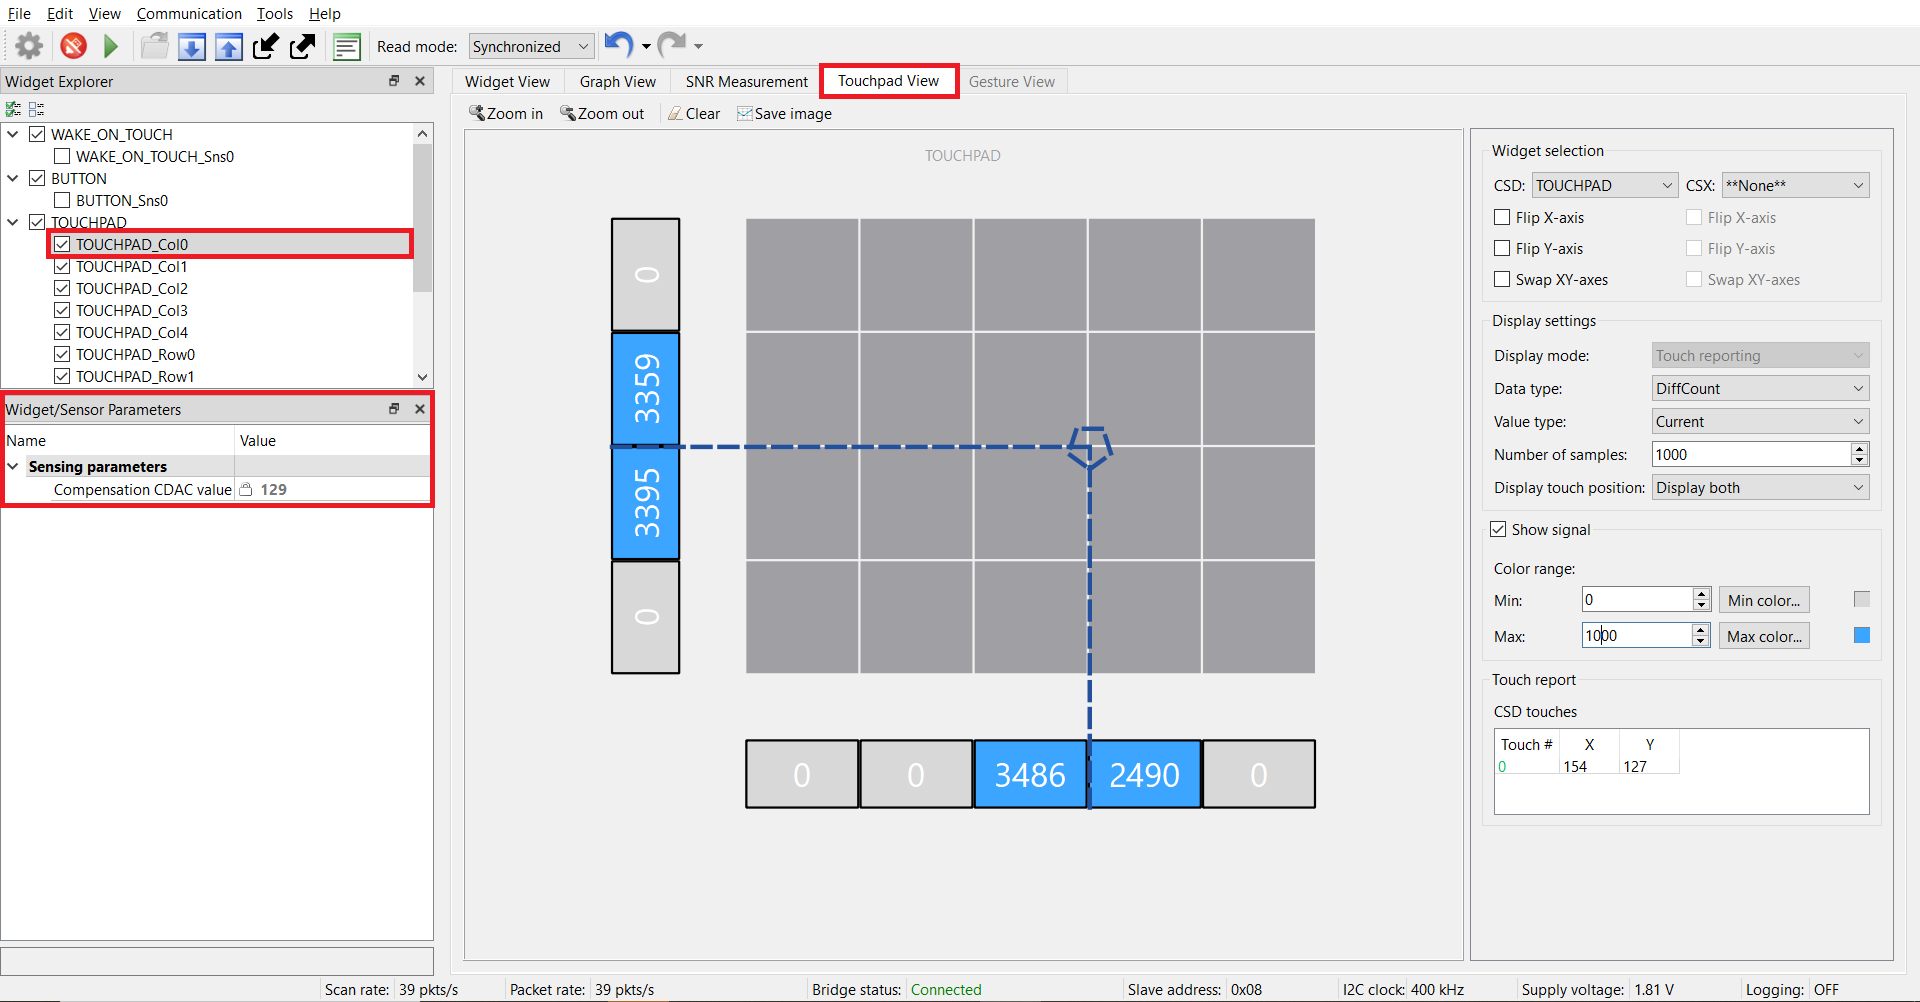 File Edit View Communication Tools Help
Read mode: Synchronized
Widget Explorer
WAKE_ON_TOUCH
WAKE_ON_TOUCH_Sns0
BUTTON
BUTTON_Sns0
TOUCHPAD
TOUCHPAD_Col0
TOUCHPAD_Col1
TOUCHPAD_Col2
TOUCHPAD_Col3
TOUCHPAD_Col4
TOUCHPAD_Row0
TOUCHPAD_Row1
Widget/Sensor Parameters
Name Value
Sensing parameters
Compensation CDAC value 129
Widget View Graph View SNR Measurement Touchpad View Gesture View
Zoom in Zoom out Clear Save image
TOUCHPAD
0
3359
3395
0
0 0 3486 2490 0
Widget selection
CSD: TOUCHPAD CSX: **None**
Flip X-axis Flip X-axis
Flip Y-axis Flip Y-axis
Swap XY-axes Swap XY-axes
Display settings
Display mode: Touch reporting
Data type: DiffCount
Value type: Current
Number of samples: 1000
Display touch position: Display both
Show signal
Color range:
Min: 0 Min color...
Max: 1000 Max color...
Touch report
CSD touches
Touch # X Y
0 154 127
Scan rate: 39 pkts/s Packet rate: 39 pkts/s Bridge status: Connected Slave address: 0x08 I2C clock: 400 kHz Supply voltage: 1.81 V Logging: OFF